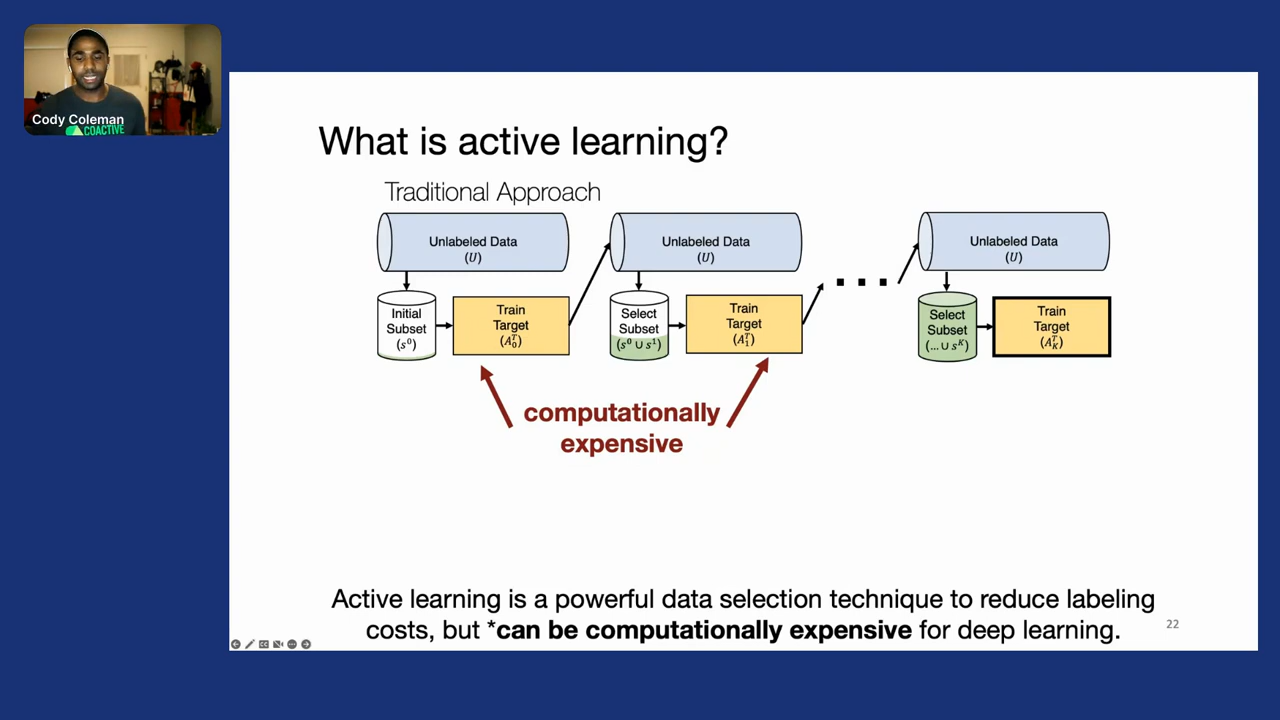 Cody Coleman
COACTIVE
What is active learning?
Traditional Approach
Unlabeled Data
(U)
Unlabeled Data
(U)
Unlabeled Data
(U)
Initial
Subset
(s⁰)
Train
Target
(A₀ᵀ)
Select
Subset
(s⁰ ∪ s¹)
Train
Target
(A₁ᵀ)
...
Select
Subset
(... ∪ sᴷ)
Train
Target
(A_Kᵀ)
computationally
expensive
Active learning is a powerful data selection technique to reduce labeling
costs, but *can be computationally expensive for deep learning.
22